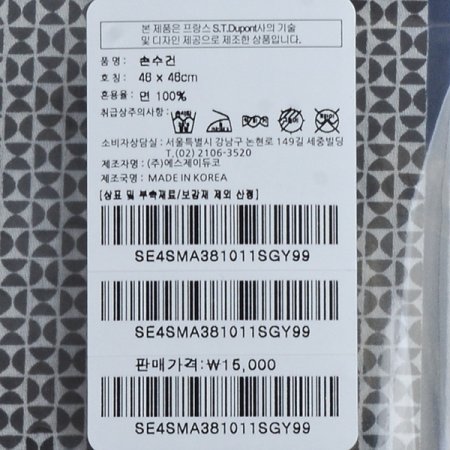 본 제품은 프랑스 S.T.Dupont사의 기술
및 디자인 제공으로 제조한 상품입니다.
품 명 : 손수건
호 칭 : 46 x 46cm
혼용율 : 면 100%
취급상주의사항 :
소비자상담실 : 서울특별시 강남구 논현로 149길 세중빌딩
T.(02) 2106-3520
제조자명 : (주)에스제이듀코
제조국명 : MADE IN KOREA
[상표 및 부속재료/보강재 제외 산정]
SE4SMA381011SGY99
SE4SMA381011SGY99
판매가격:₩15,000
SE4SMA381011SGY99